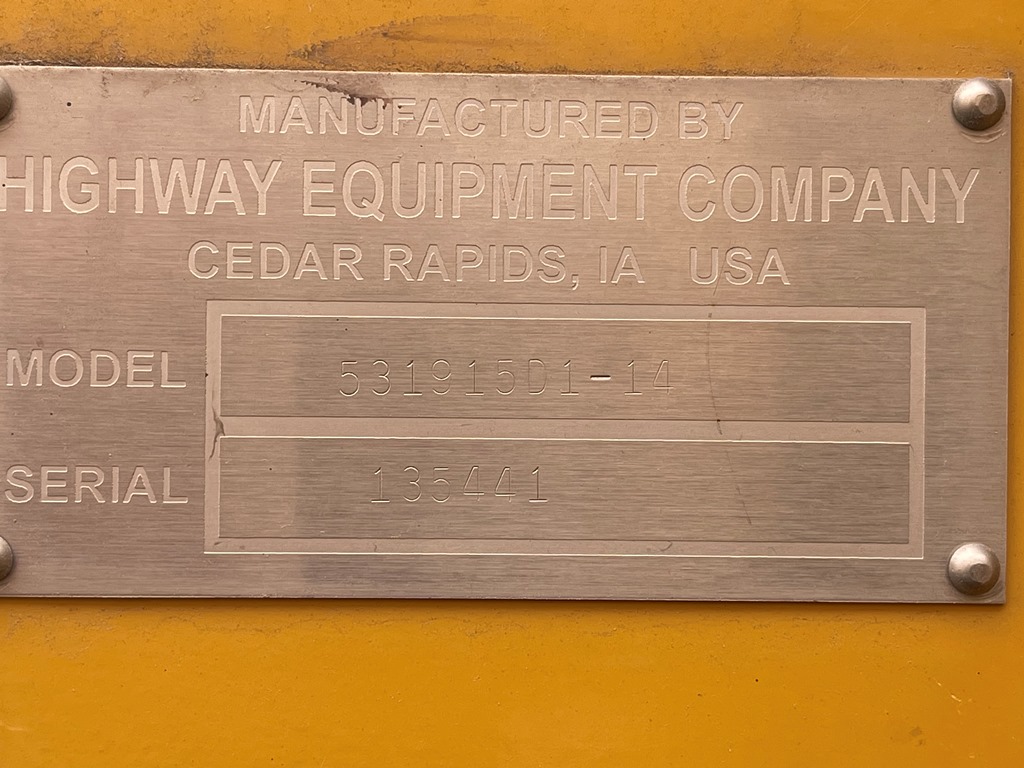 MANUFACTURED BY
HIGHWAY EQUIPMENT COMPANY
CEDAR RAPIDS, IA USA
MODEL 531915D1-14
SERIAL 135441